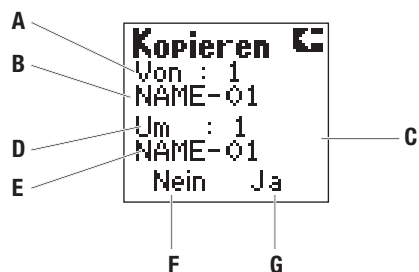 A
Kopieren
B
Von : 1
NAME-01
C
D
Um : 1
NAME-01
E
Nein Ja
F G